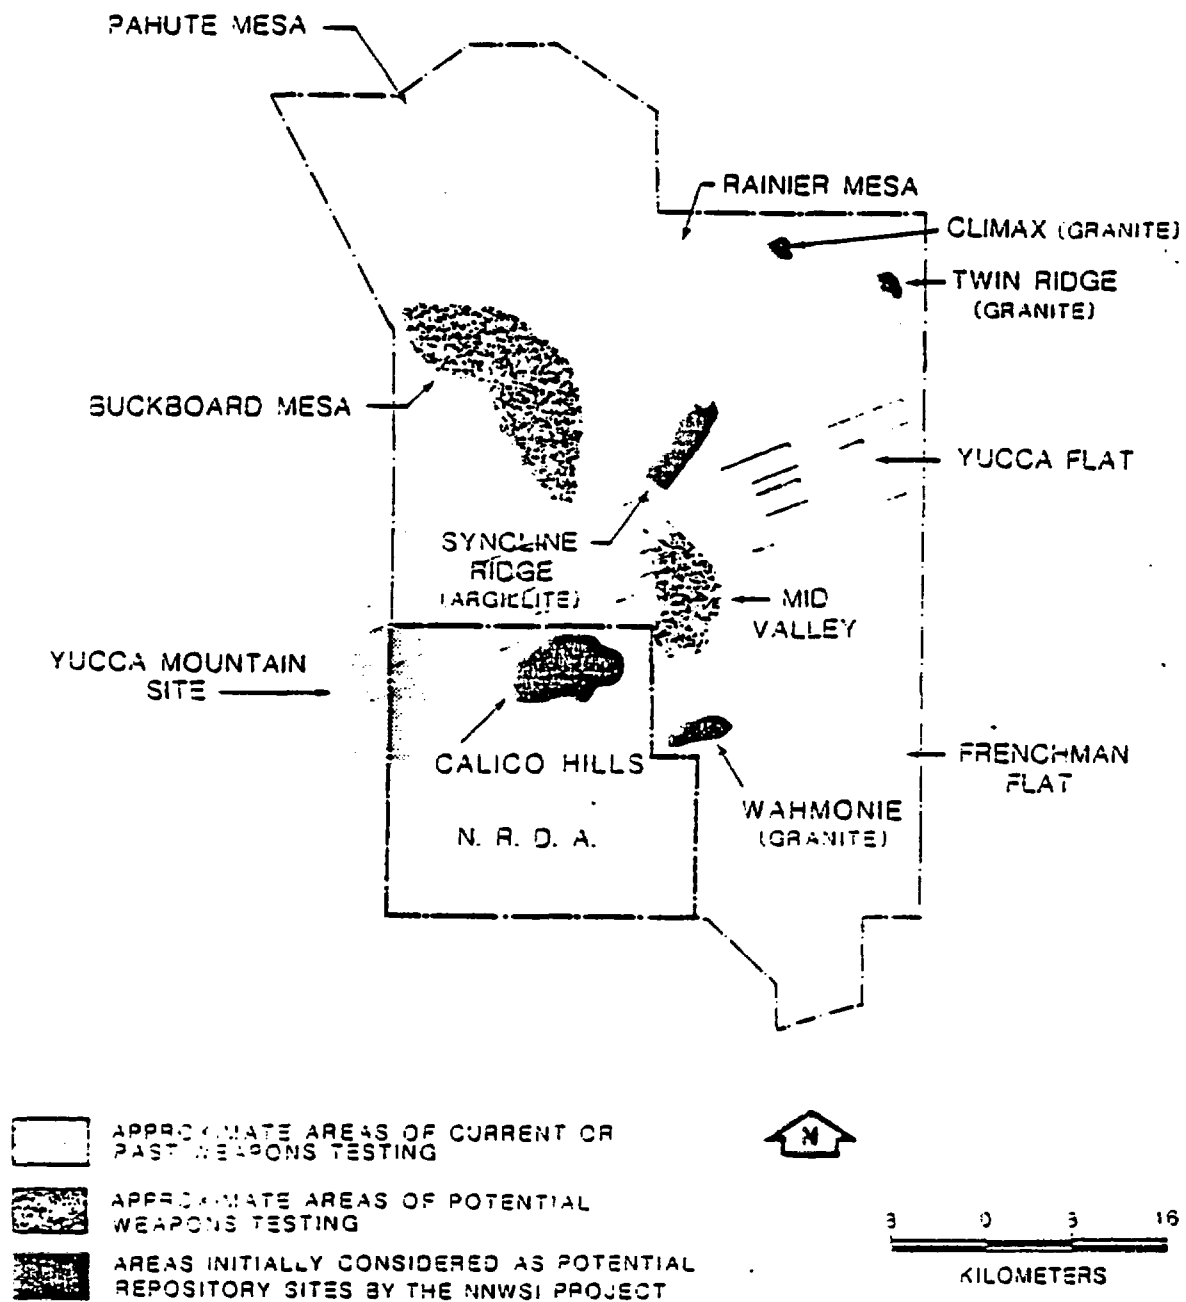 PAHUTE MESA
RAINIER MESA
CLIMAX (GRANITE)
TWIN RIDGE
(GRANITE)
BUCKBOARD MESA
YUCCA FLAT
SYNCLINE
RIDGE
(ARGILLITE)
MID
VALLEY
YUCCA MOUNTAIN
SITE
CALICO HILLS
FRENCHMAN
FLAT
WAHMONIE
(GRANITE)
N. R. D. A.
APPROXIMATE AREAS OF CURRENT OR
PAST WEAPONS TESTING
N
APPROXIMATE AREAS OF POTENTIAL
WEAPONS TESTING
0 16
AREAS INITIALLY CONSIDERED AS POTENTIAL
REPOSITORY SITES BY THE NNWSI PROJECT
KILOMETERS